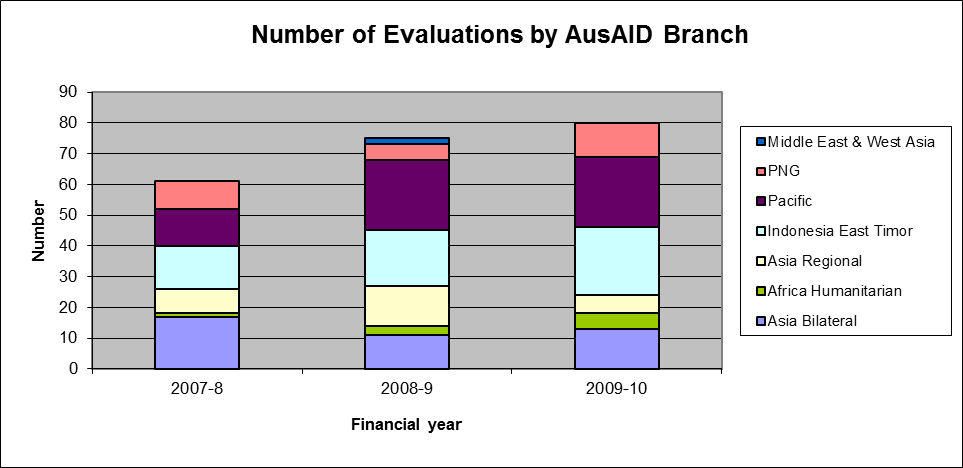 Number of Evaluations by AusAID Branch
90
80
70
60
50
40
30
20
10
0
Number
2007-8
2008-9
2009-10
Financial year
Middle East & West Asia
PNG
Pacific
Indonesia East Timor
Asia Regional
Africa Humanitarian
Asia Bilateral